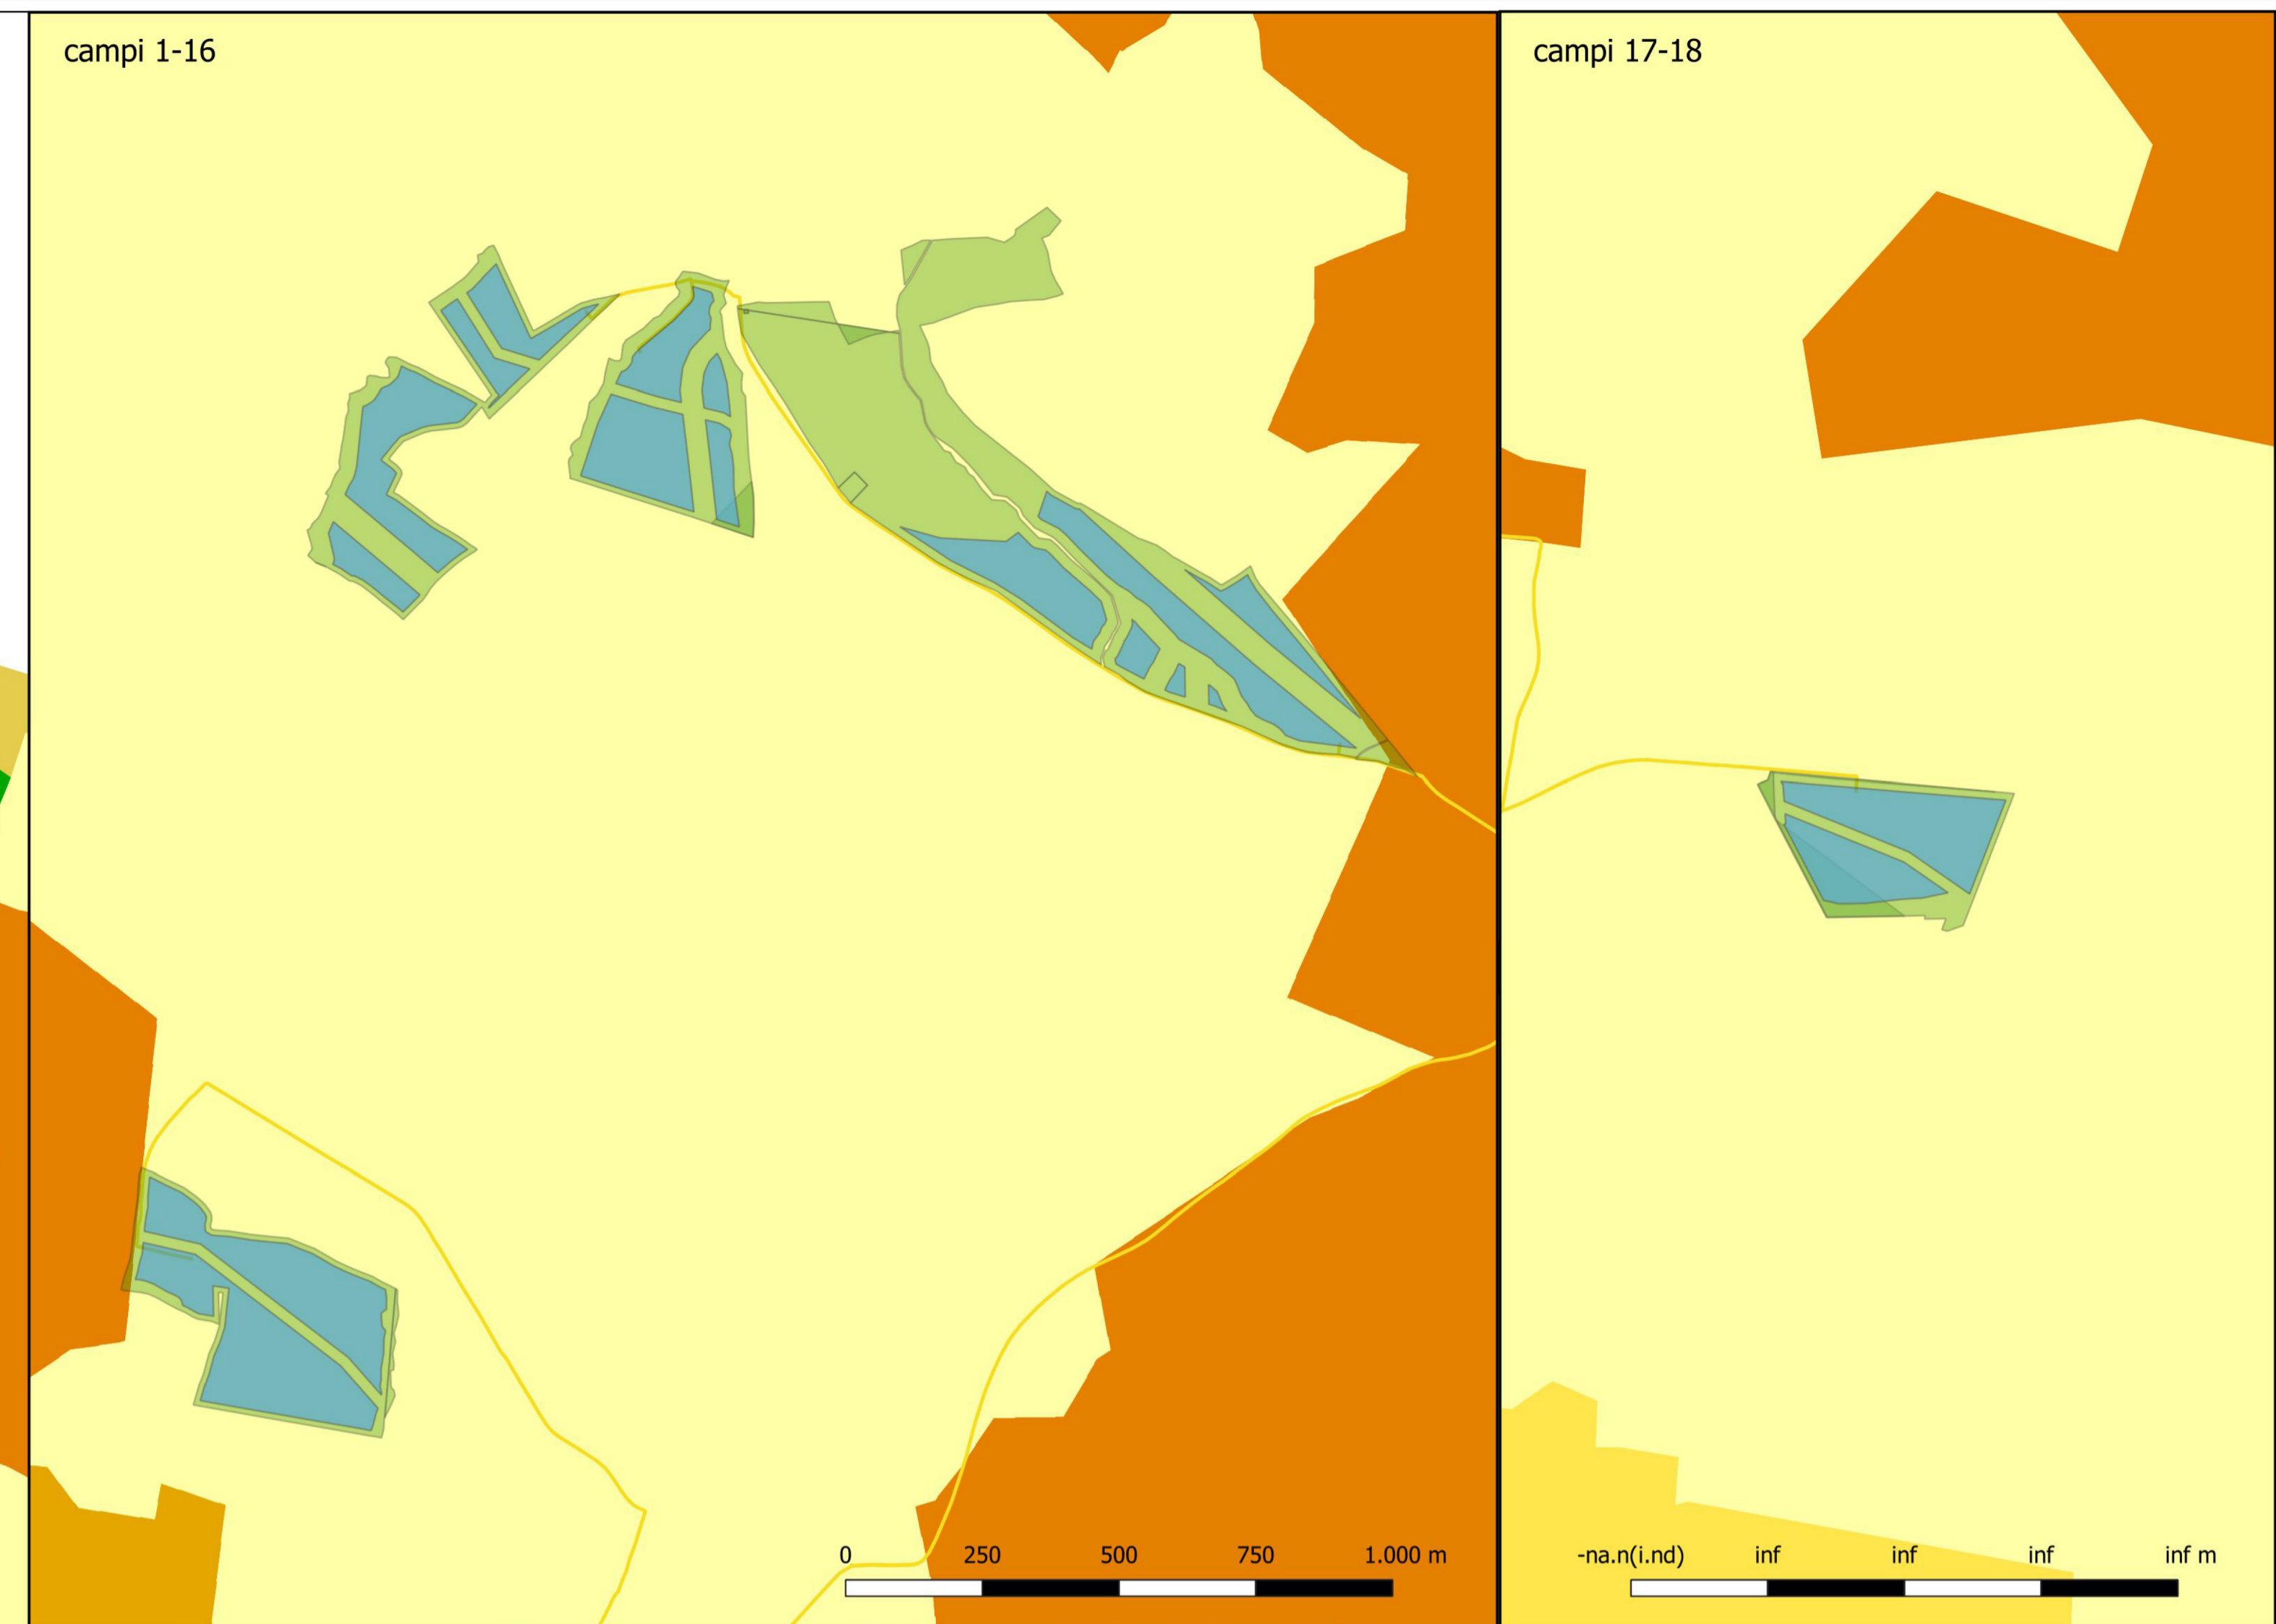 campi 1-16
campi 17-18
0 250 500 750 1.000 m
-na.n(i.nd) inf inf inf inf m